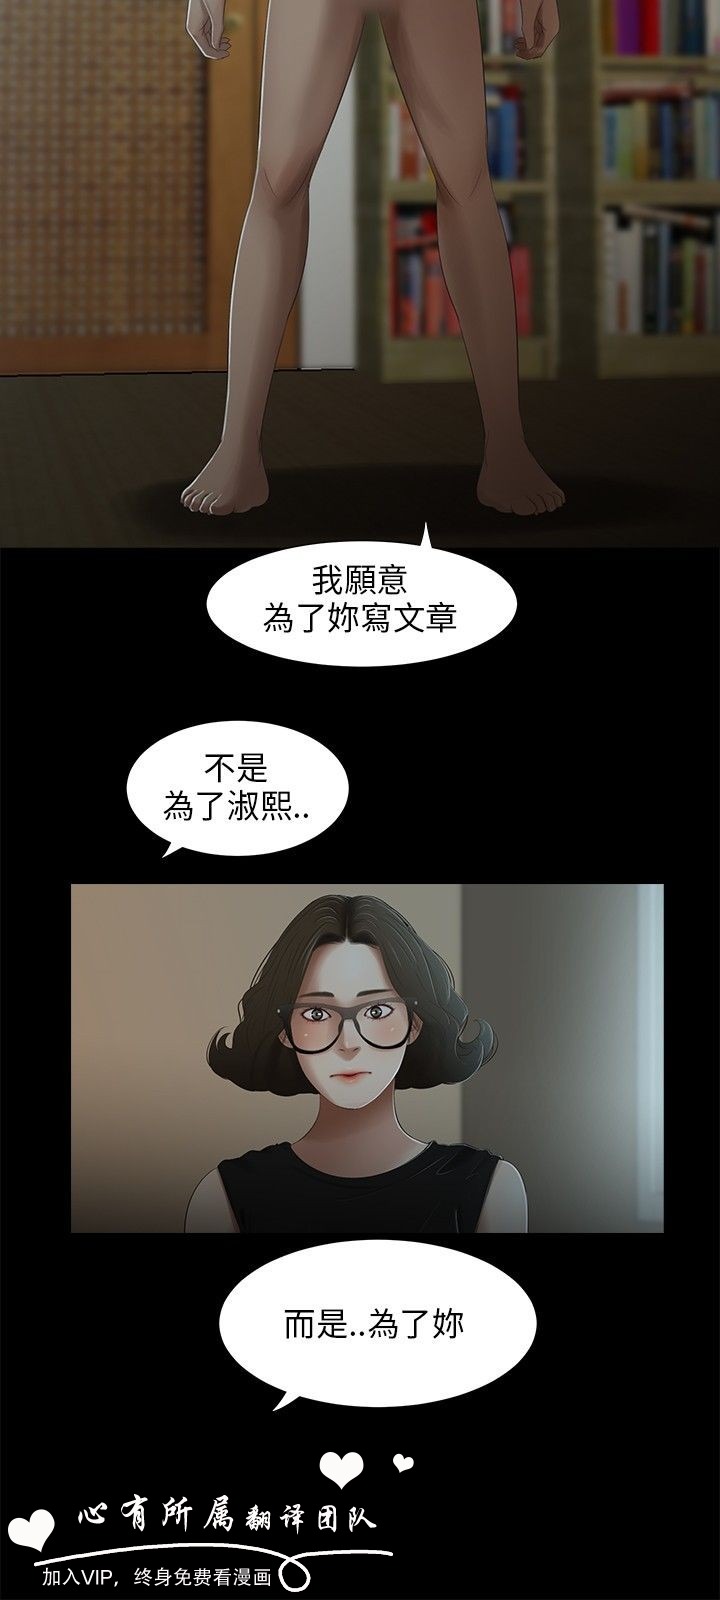 我願意
為了妳寫文章
不是
為了淑熙..
而是..為了妳
心有所属翻译团队
加入VIP，终身免费看漫画